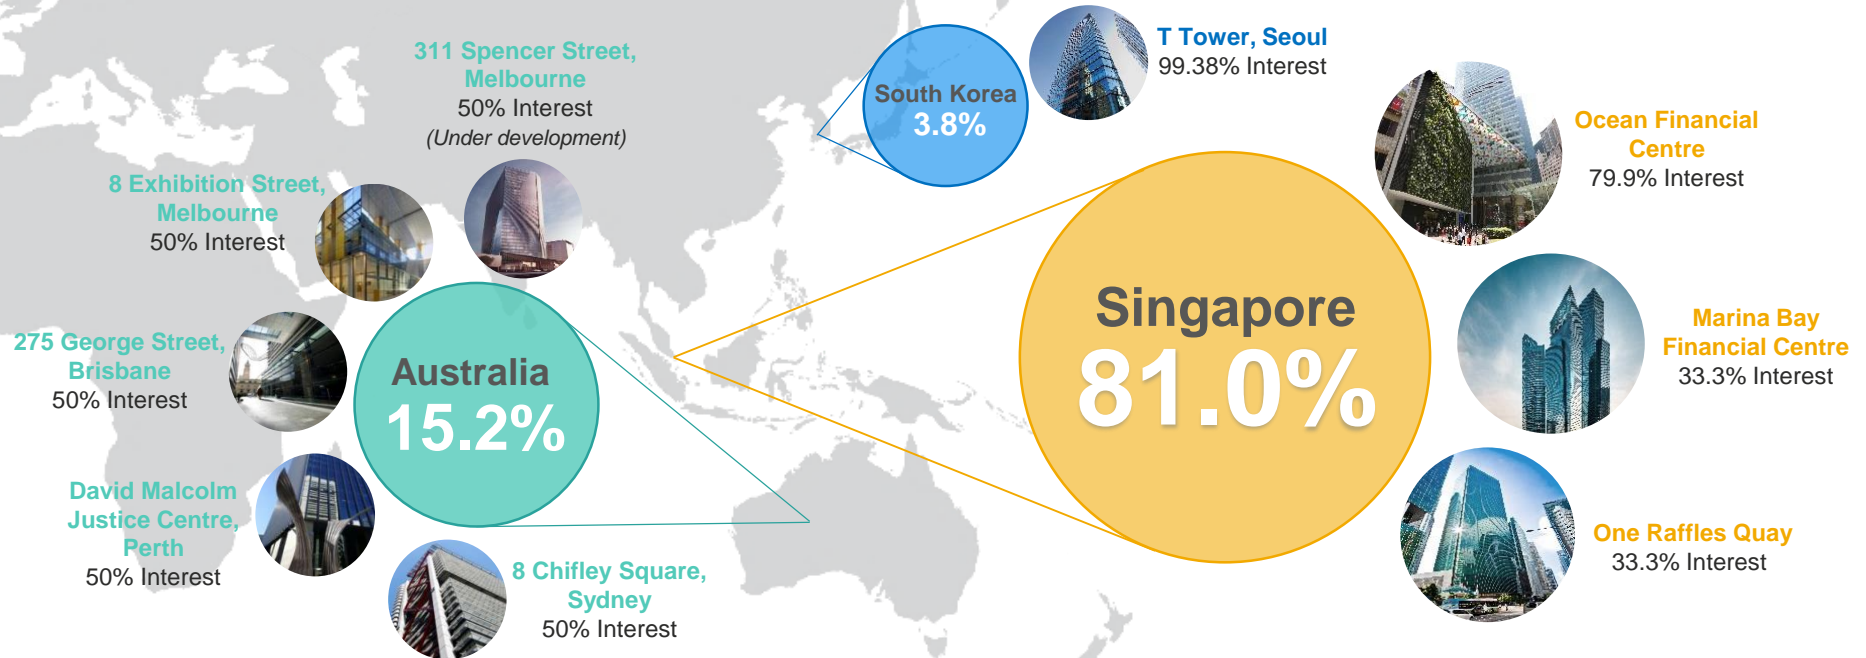 311 Spencer Street,
Melbourne
50% Interest
(Under development)
8 Exhibition Street,
Melbourne
50% Interest
275 George Street,
Brisbane
50% Interest
David Malcolm
Justice Centre,
Perth
50% Interest
8 Chifley Square,
Sydney
50% Interest
Australia
15.2%
South Korea
3.8%
T Tower, Seoul
99.38% Interest
Singapore
81.0%
Ocean Financial
Centre
79.9% Interest
Marina Bay
Financial Centre
33.3% Interest
One Raffles Quay
33.3% Interest